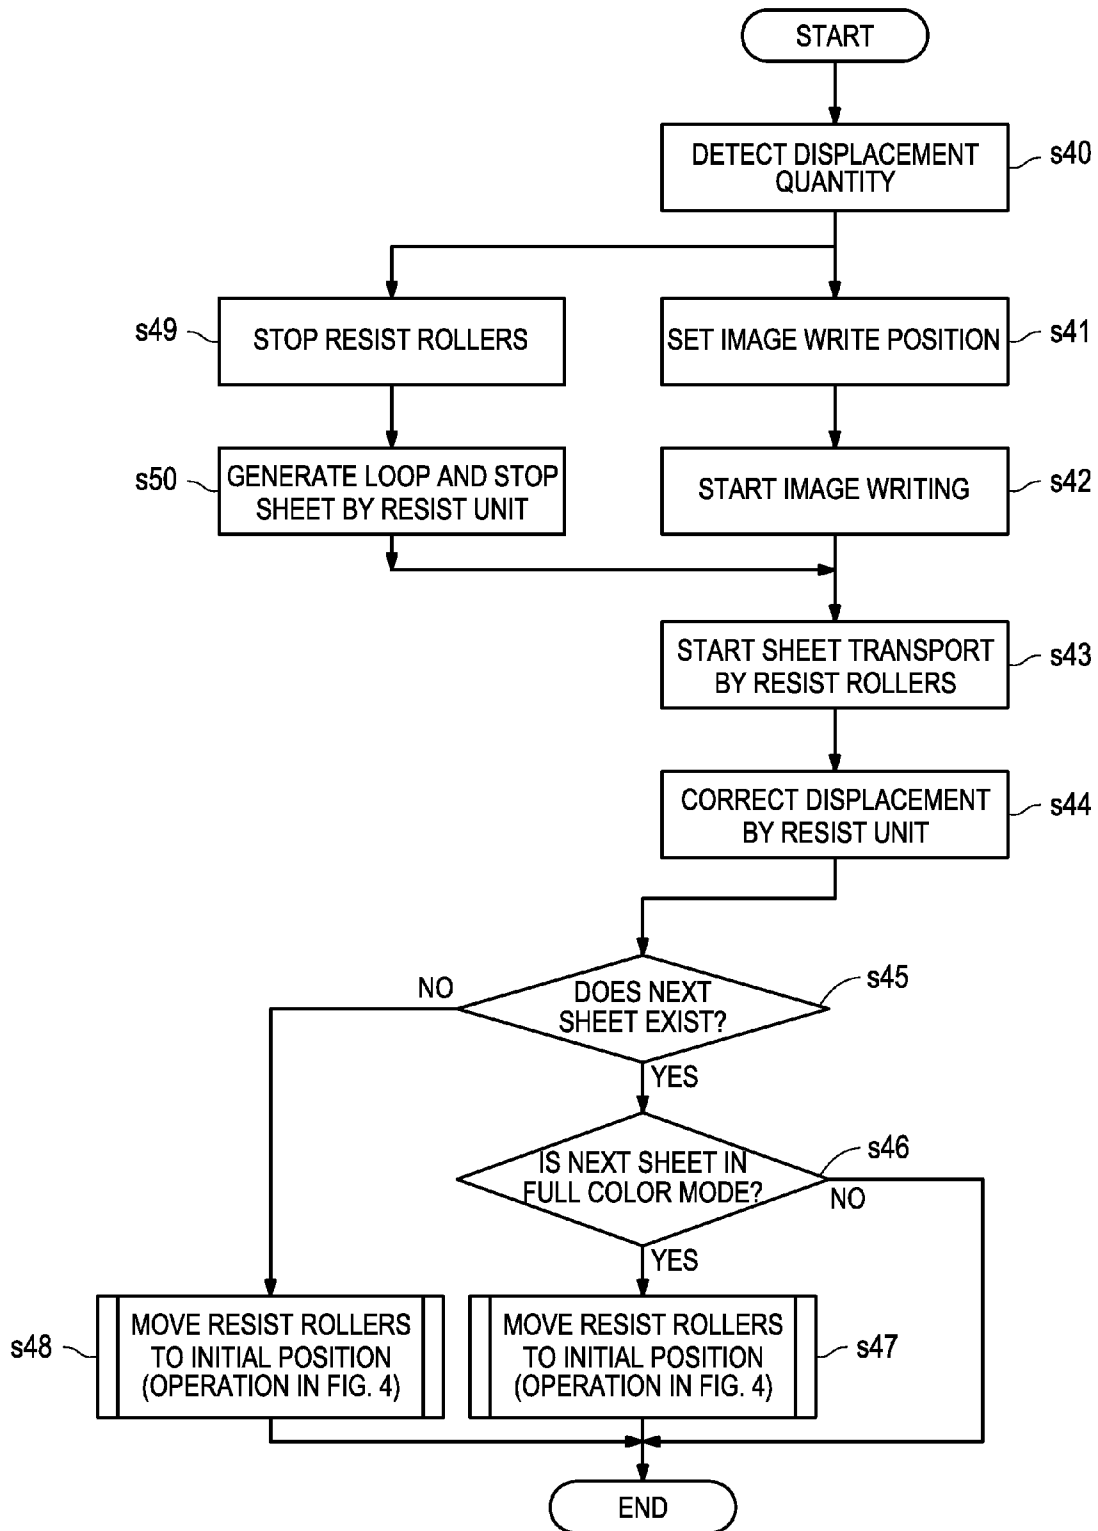 START
DETECT DISPLACEMENT
QUANTITY
s40
s49
STOP RESIST ROLLERS
SET IMAGE WRITE POSITION
s41
s50
GENERATE LOOP AND STOP
SHEET BY RESIST UNIT
START IMAGE WRITING
s42
START SHEET TRANSPORT
BY RESIST ROLLERS
s43
CORRECT DISPLACEMENT
BY RESIST UNIT
s44
NO
DOES NEXT
SHEET EXIST?
s45
YES
IS NEXT SHEET IN
FULL COLOR MODE?
s46
NO
YES
s48
MOVE RESIST ROLLERS
TO INITIAL POSITION
(OPERATION IN FIG. 4)
MOVE RESIST ROLLERS
TO INITIAL POSITION
(OPERATION IN FIG. 4)
s47
END